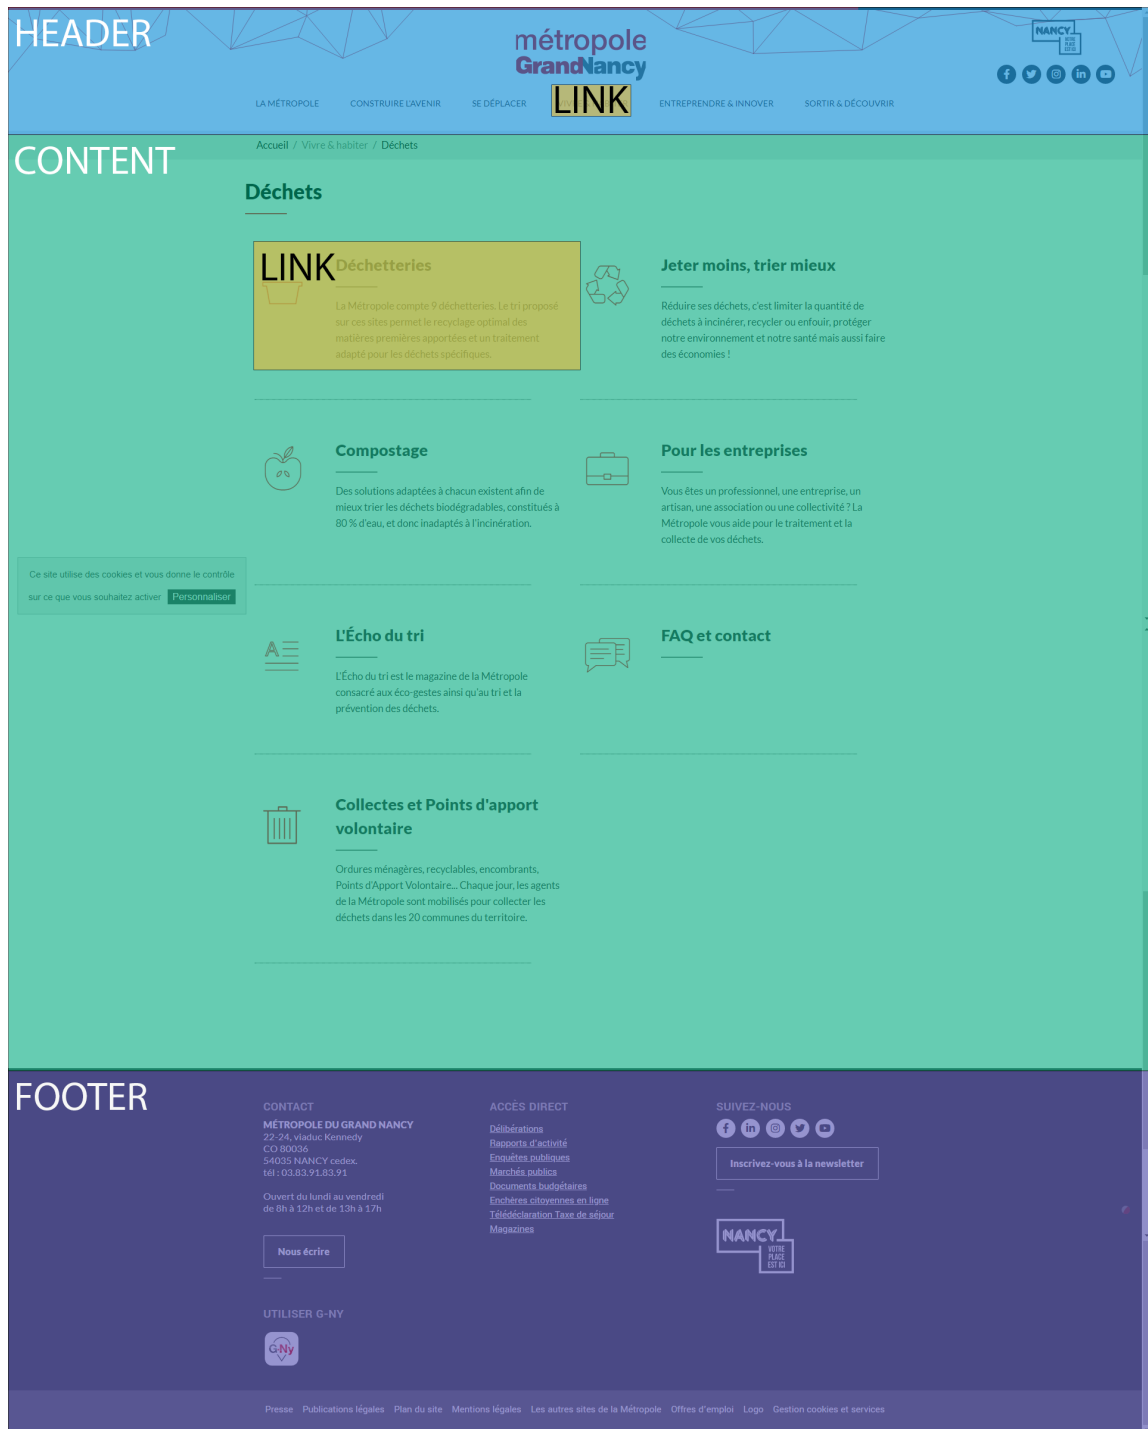 HEADER
métropole
GrandNancy
NANCY
VOTRE
PLACE
EST ICI
LA MÉTROPOLE CONSTRUIRE L'AVENIR SE DÉPLACER LINK ENTREPRENDRE & INNOVER SORTIR & DÉCOUVRIR
CONTENT
Accueil / Vivre & habiter / Déchets
Déchets
LINK
Déchetteries
La Métropole compte 9 déchetteries. Le tri proposé
sur ces sites permet le recyclage optimal des
matières premières apportées et un traitement
adapté pour les déchets spécifiques.
Jeter moins, trier mieux
Réduire ses déchets, c'est limiter la quantité de
déchets à incinérer, recycler ou enfouir, protéger
notre environnement et notre santé mais aussi faire
des économies !
Compostage
Des solutions adaptées à chacun existent afin de
mieux trier les déchets biodégradables, constitués à
80 % d'eau, et donc inadaptés à l'incinération.
Pour les entreprises
Vous êtes un professionnel, une entreprise, un
artisan, une association ou une collectivité ? La
Métropole vous aide pour le traitement et la
collecte de vos déchets.
Ce site utilise des cookies et vous donne le contrôle
sur ce que vous souhaitez activer Personnaliser
L'Écho du tri
L'Écho du tri est le magazine de la Métropole
consacré aux éco-gestes ainsi qu'au tri et la
prévention des déchets.
FAQ et contact
Collectes et Points d'apport
volontaire
Ordures ménagères, recyclables, encombrants,
Points d'Apport Volontaire... Chaque jour, les agents
de la Métropole sont mobilisés pour collecter les
déchets dans les 20 communes du territoire.
FOOTER
CONTACT
MÉTROPOLE DU GRAND NANCY
22-24, viaduc Kennedy
CO 80036
54035 NANCY cedex.
tél : 03.83.91.83.91
Ouvert du lundi au vendredi
de 8h à 12h et de 13h à 17h
Nous écrire
UTILISER G-NY
G-Ny
ACCÈS DIRECT
Délibérations
Rapports d'activité
Enquêtes publiques
Marchés publics
Documents budgétaires
Enchères citoyennes en ligne
Télédéclaration Taxe de séjour
Magazines
SUIVEZ-NOUS
Inscrivez-vous à la newsletter
NANCY
VOTRE
PLACE
EST ICI
Presse Publications légales Plan du site Mentions légales Les autres sites de la Métropole Offres d'emploi Logo Gestion cookies et services